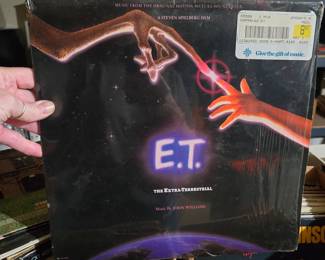 MUSIC FROM THE ORIGINAL MOTION PICTURE SOUNDTRACK
A STEVEN SPIELBERG FILM
Give the gift of music.
E.T.
THE EXTRA-TERRESTRIAL
Music By JOHN WILLIAMS